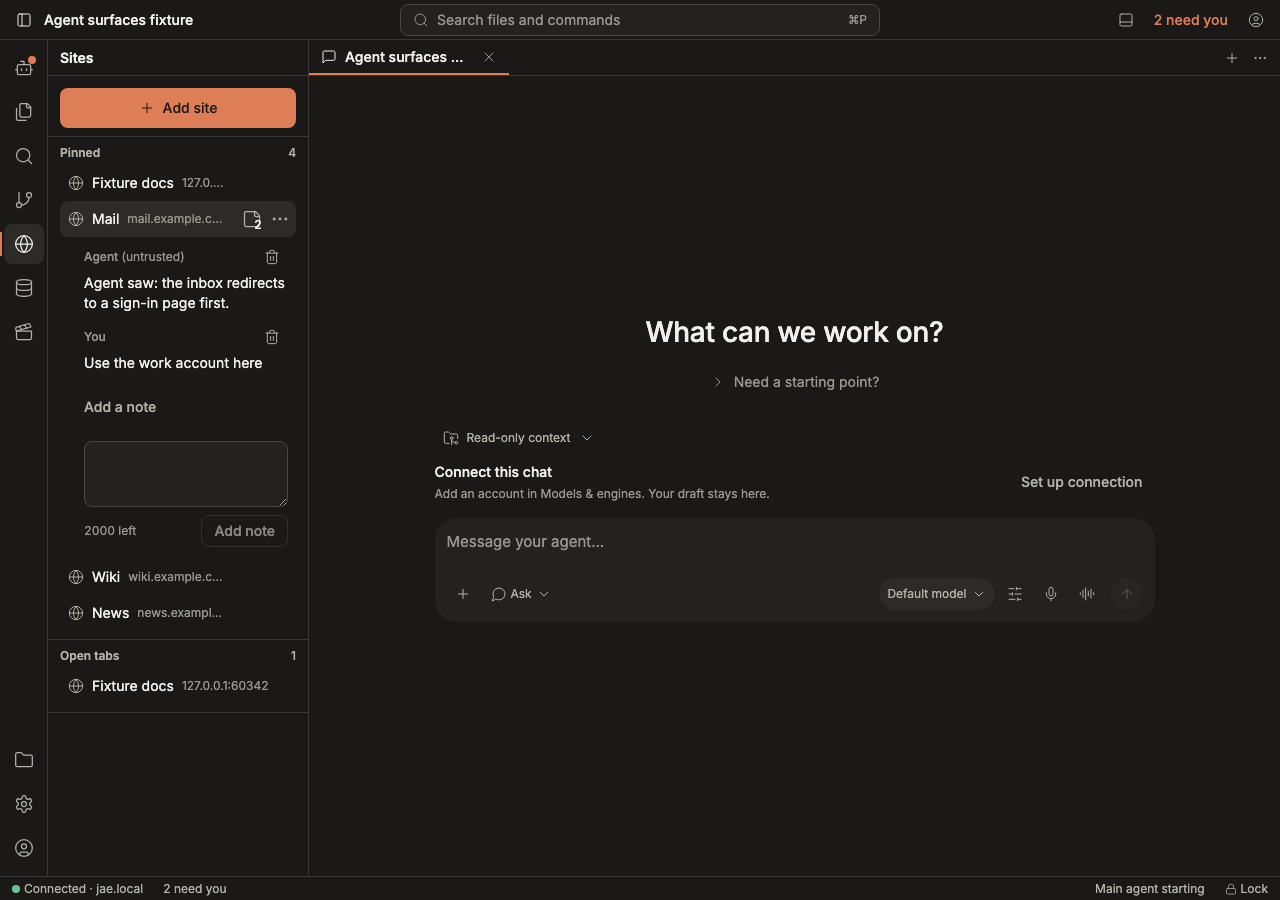 Agent surfaces fixture
Search files and commands
⌘P
2 need you
Sites
Agent surfaces ...
Add site
Pinned
4
Fixture docs 127.0....
Mail mail.example.c...
2
Agent (untrusted)
Agent saw: the inbox redirects
to a sign-in page first.
You
Use the work account here
Add a note
2000 left
Add note
Wiki wiki.example.c...
News news.exampl...
Open tabs
1
Fixture docs 127.0.0.1:60342
What can we work on?
Need a starting point?
Read-only context
Connect this chat
Add an account in Models & engines. Your draft stays here.
Set up connection
Message your agent...
Ask
Default model
Connected · jae.local
2 need you
Main agent starting
Lock